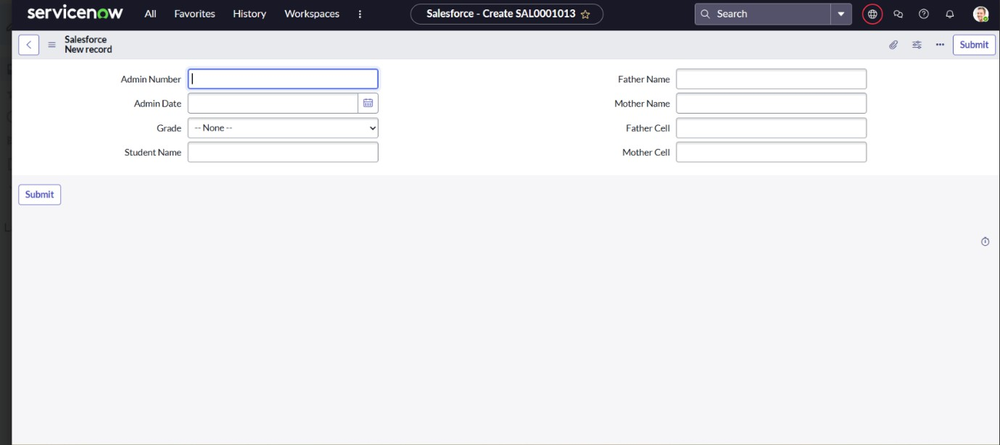 servicenow All Favorites History Workspaces Salesforce - Create SAL0001013 Search
Salesforce
New record
Submit
Admin Number
Father Name
Admin Date
Mother Name
Grade -- None --
Father Cell
Student Name
Mother Cell
Submit